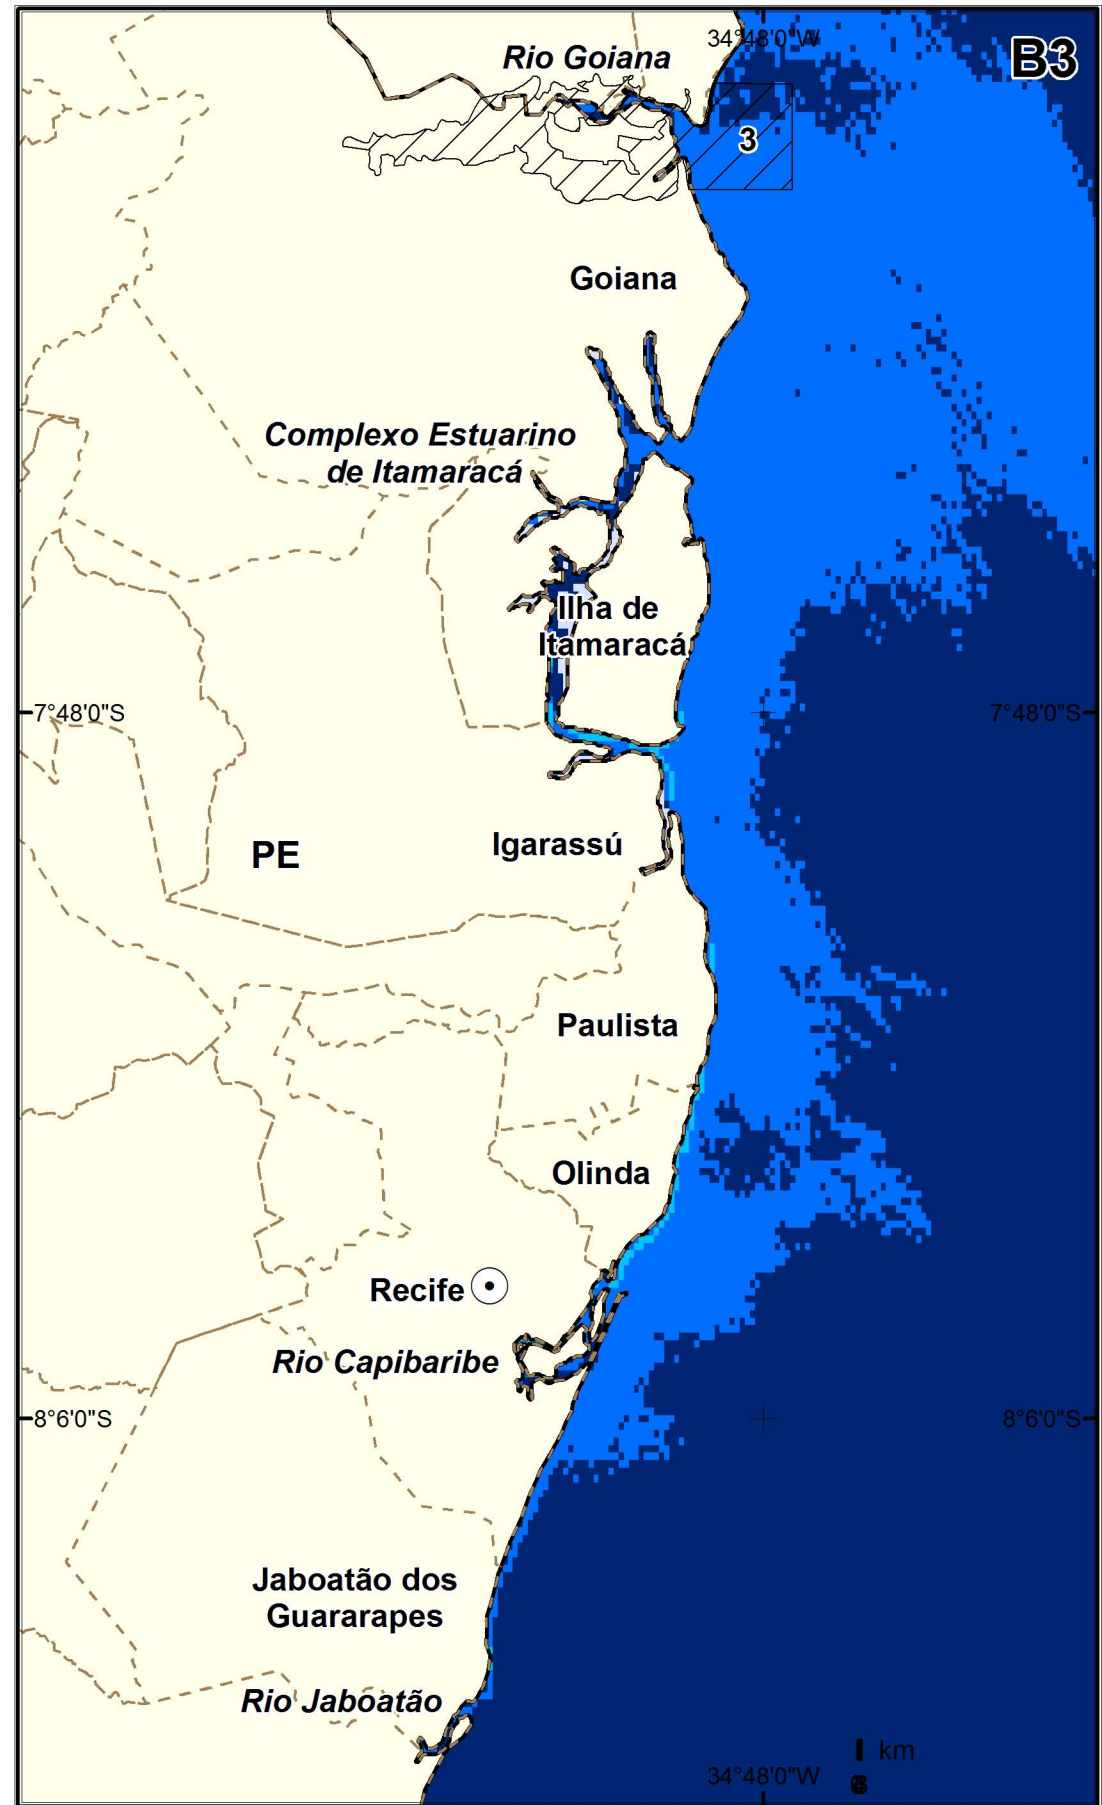 34°48'0"W
B3
Rio Goiana
3
Goiana
Complexo Estuarino
de Itamaracá
Ilha de
Itamaracá
7°48'0"S
7°48'0"S
Igarassú
PE
Paulista
Olinda
Recife
Rio Capibaribe
8°6'0"S
8°6'0"S
Jaboatão dos
Guararapes
Rio Jaboatão
km
34°48'0"W